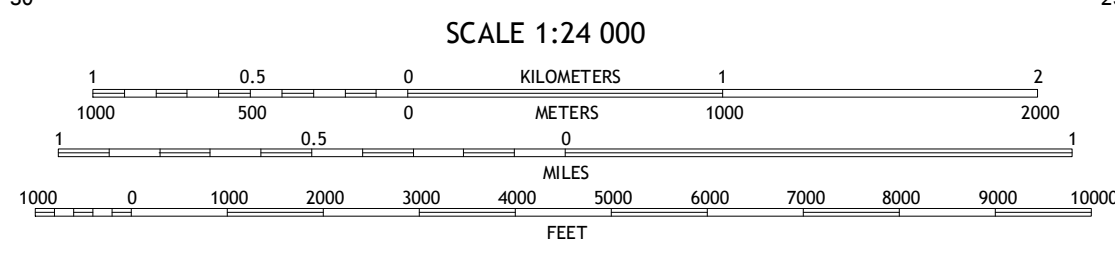 SCALE 1:24 000
1 0.5 0 KILOMETERS 1 2
1000 500 0 METERS 1000 2000
1 0.5 0 1
MILES
1000 0 1000 2000 3000 4000 5000 6000 7000 8000 9000 10000
FEET